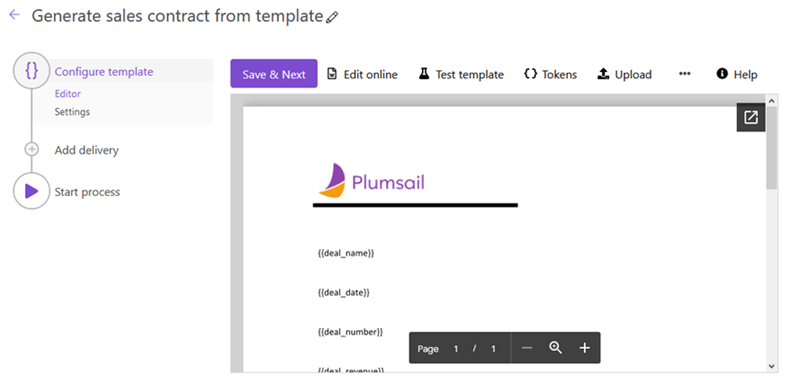 Generate sales contract from template
{} Configure template
Editor
Settings
Add delivery
Start process
Save & Next Edit online Test template {} Tokens Upload ••• Help
Plumsail
{{deal_name}}
{{deal_date}}
{{deal_number}}
{{deal_revenue}}
Page 1 / 1